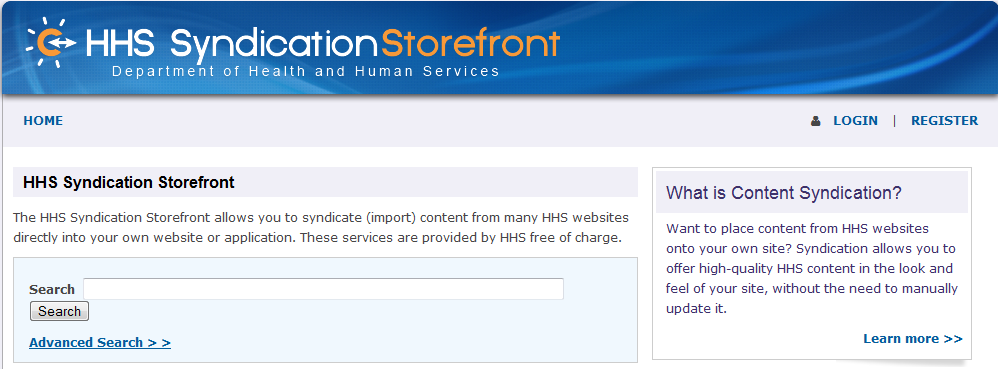 HHS SyndicationStorefront
Department of Health and Human Services
HOME
LOGIN | REGISTER
HHS Syndication Storefront
The HHS Syndication Storefront allows you to syndicate (import) content from many HHS websites
directly into your own website or application. These services are provided by HHS free of charge.
Search
Search
Advanced Search > >
What is Content Syndication?
Want to place content from HHS websites
onto your own site? Syndication allows you to
offer high-quality HHS content in the look and
feel of your site, without the need to manually
update it.
Learn more >>